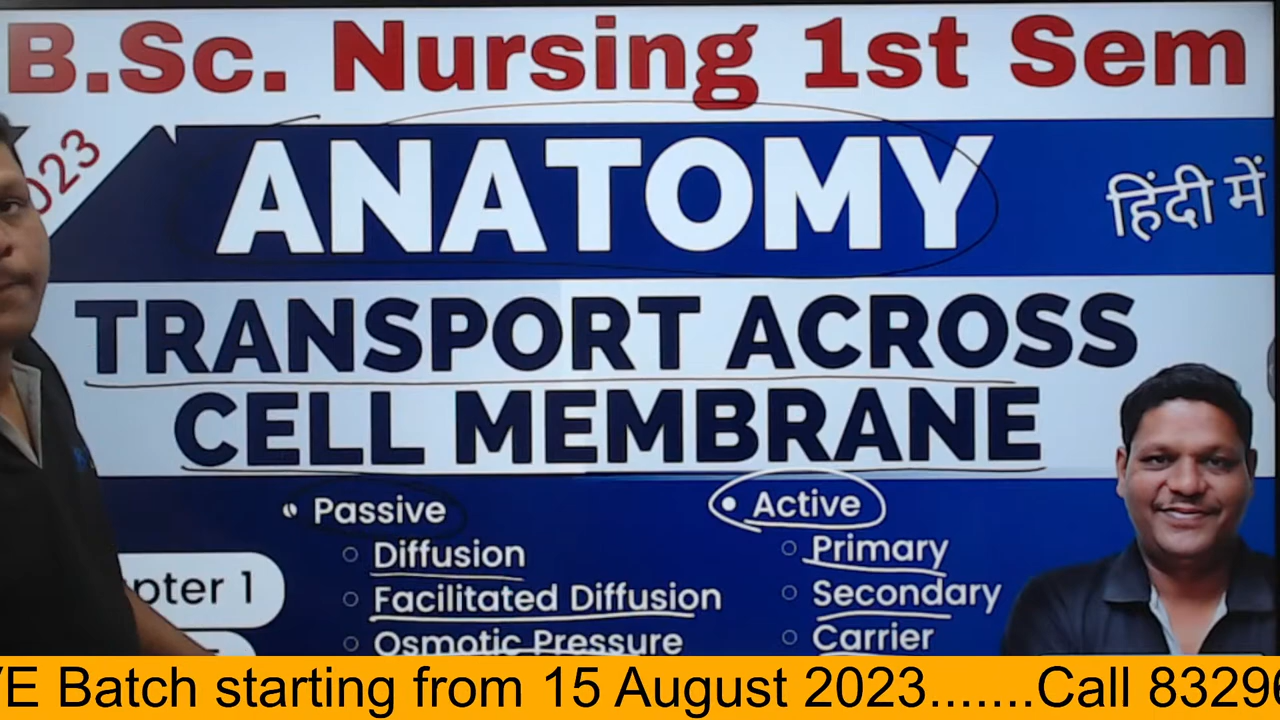 B.Sc. Nursing 1st Sem
023
ANATOMY
हिंदी में
TRANSPORT ACROSS
CELL MEMBRANE
• Passive
○ Diffusion
○ Facilitated Diffusion
○ Osmotic Pressure
• Active
○ Primary
○ Secondary
○ Carrier
pter 1
E Batch starting from 15 August 2023.......Call 8329